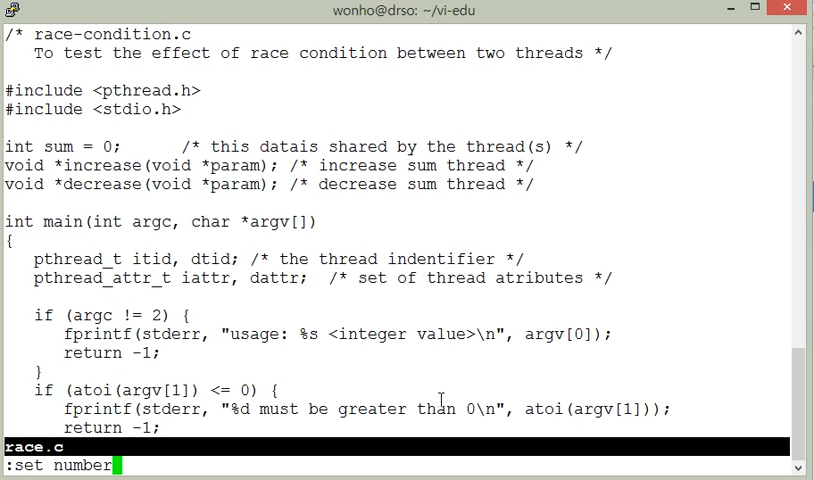 wonho@drso: ~/vi-edu
/* race-condition.c
   To test the effect of race condition between two threads */
#include <pthread.h>
#include <stdio.h>
int sum = 0;      /* this datais shared by the thread(s) */
void *increase(void *param); /* increase sum thread */
void *decrease(void *param); /* decrease sum thread */
int main(int argc, char *argv[])
{
   pthread_t itid, dtid; /* the thread indentifier */
   pthread_attr_t iattr, dattr;  /* set of thread atributes */
   if (argc != 2) {
      fprintf(stderr, "usage: %s <integer value>\n", argv[0]);
      return -1;
   }
   if (atoi(argv[1]) <= 0) {
      fprintf(stderr, "%d must be greater than 0\n", atoi(argv[1]));
      return -1;
race.c
:set number